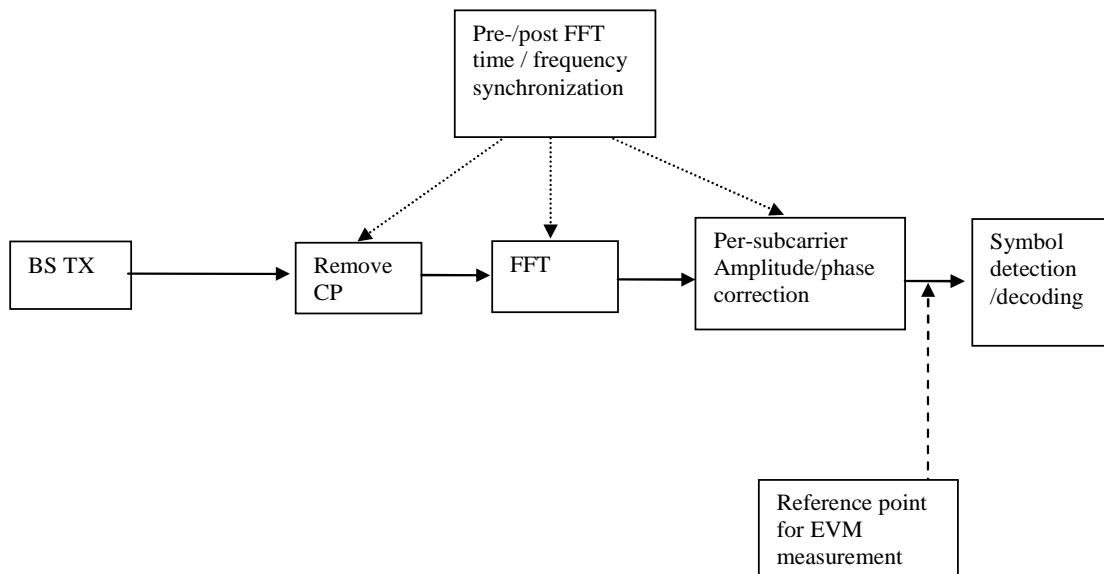 Pre-/post FFT
time / frequency
synchronization
BS TX
Remove
CP
FFT
Per-subcarrier
Amplitude/phase
correction
Symbol
detection
/decoding
Reference point
for EVM
measurement